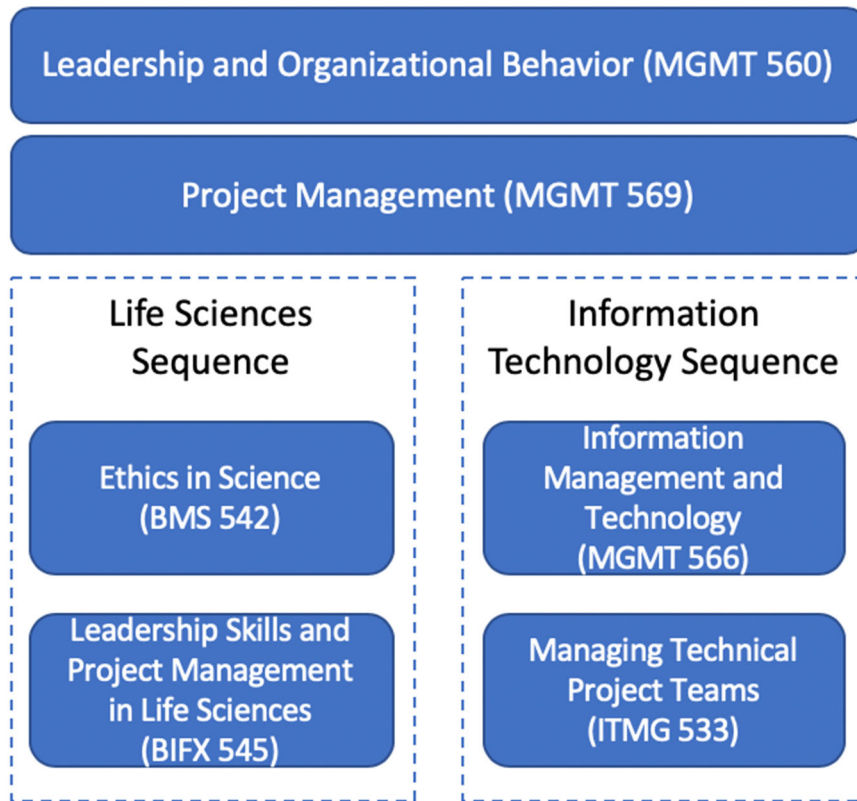 Leadership and Organizational Behavior (MGMT 560)
Project Management (MGMT 569)
Life Sciences
Sequence
Ethics in Science
(BMS 542)
Leadership Skills and
Project Management
in Life Sciences
(BIFX 545)
Information
Technology Sequence
Information
Management and
Technology
(MGMT 566)
Managing Technical
Project Teams
(ITMG 533)